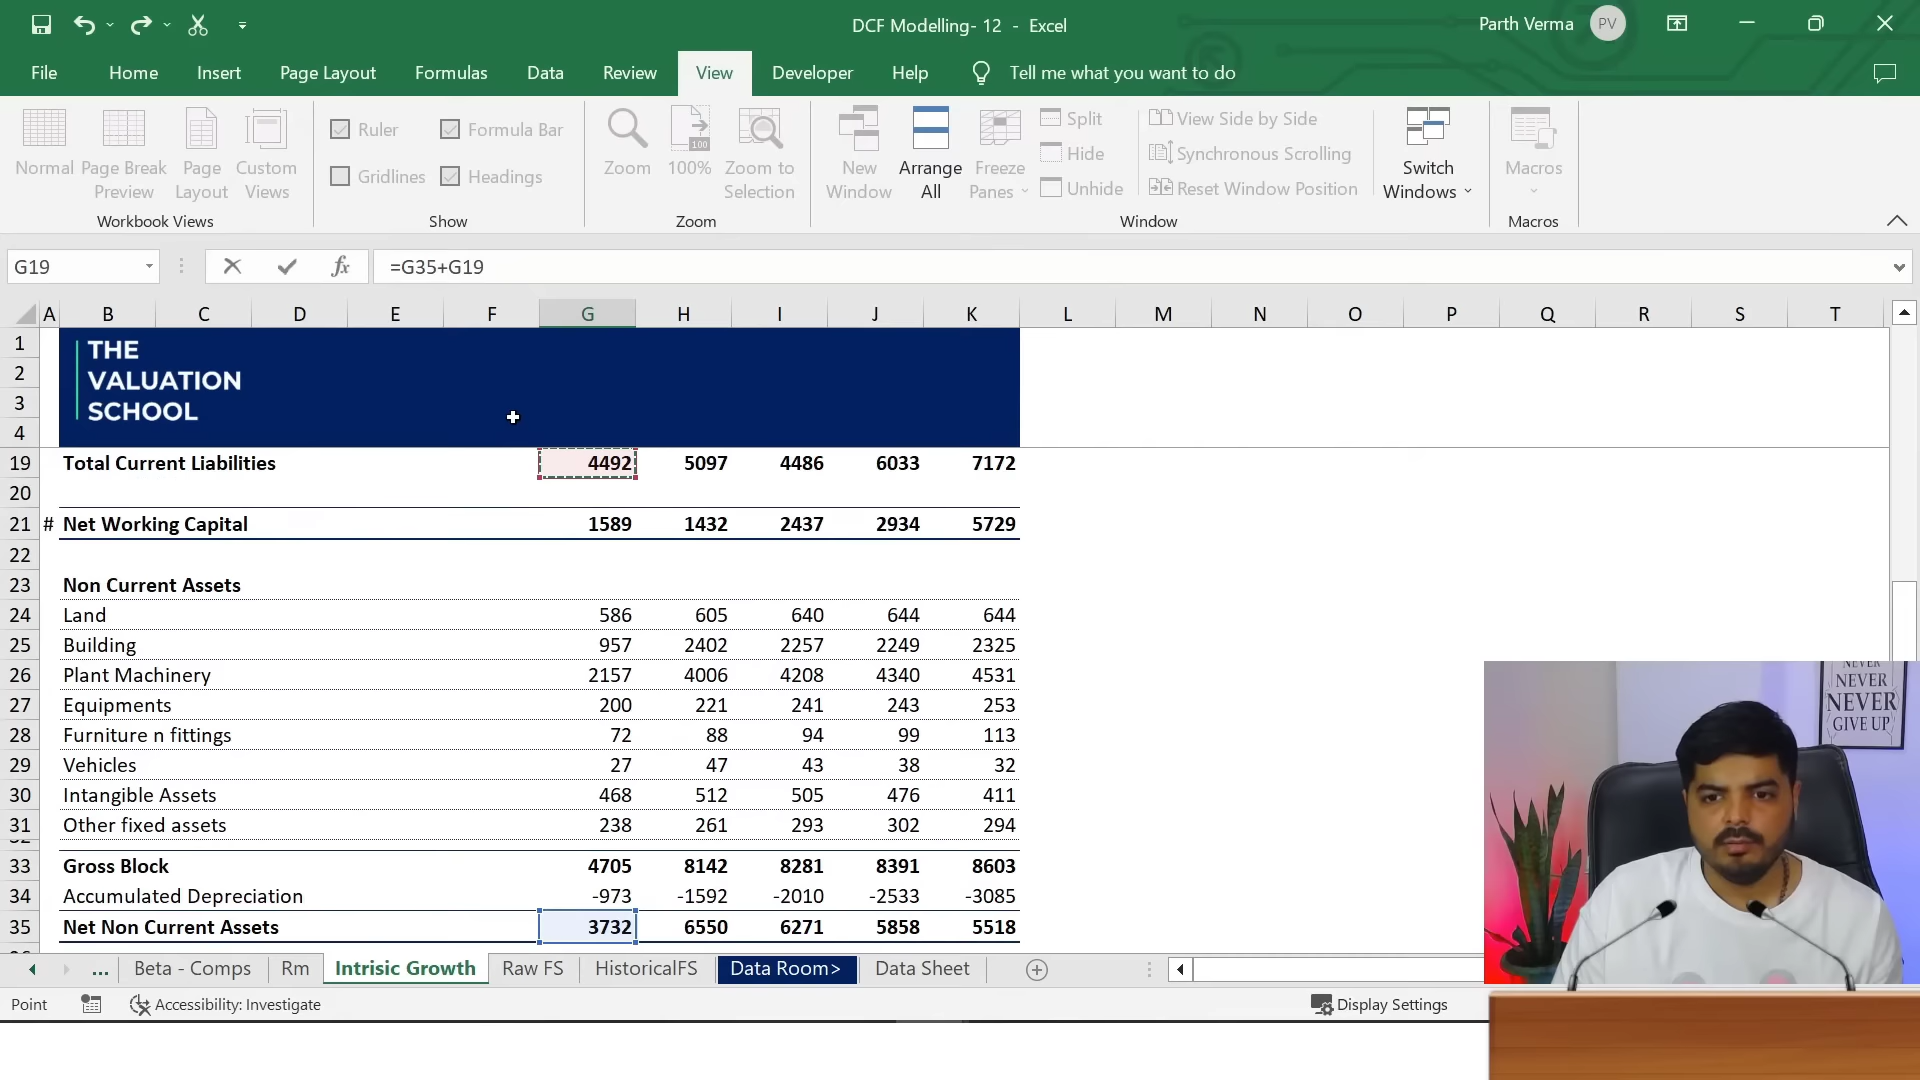 DCF Modelling- 12 - Excel
Parth Verma PV
File Home Insert Page Layout Formulas Data Review View Developer Help Tell me what you want to do
Normal Page Break Preview Page Layout Custom Views
Workbook Views
Ruler Formula Bar
Gridlines Headings
Show
Zoom 100% Zoom to Selection
Zoom
New Window Arrange All Freeze Panes
Split
Hide
Unhide
View Side by Side
Synchronous Scrolling
Reset Window Position
Switch Windows
Window
Macros
Macros
G19 fx =G35+G19
A B C D E F G H I J K L M N O P Q R S T
1
2
3
4
THE
VALUATION
SCHOOL
19 Total Current Liabilities 4492 5097 4486 6033 7172
20
21 # Net Working Capital 1589 1432 2437 2934 5729
22
23 Non Current Assets
24 Land 586 605 640 644 644
25 Building 957 2402 2257 2249 2325
26 Plant Machinery 2157 4006 4208 4340 4531
27 Equipments 200 221 241 243 253
28 Furniture n fittings 72 88 94 99 113
29 Vehicles 27 47 43 38 32
30 Intangible Assets 468 512 505 476 411
31 Other fixed assets 238 261 293 302 294
33 Gross Block 4705 8142 8281 8391 8603
34 Accumulated Depreciation -973 -1592 -2010 -2533 -3085
35 Net Non Current Assets 3732 6550 6271 5858 5518
NEVER
NEVER
NEVER
GIVE UP
... Beta - Comps Rm Intrisic Growth Raw FS HistoricalFS Data Room> Data Sheet
Point Accessibility: Investigate Display Settings